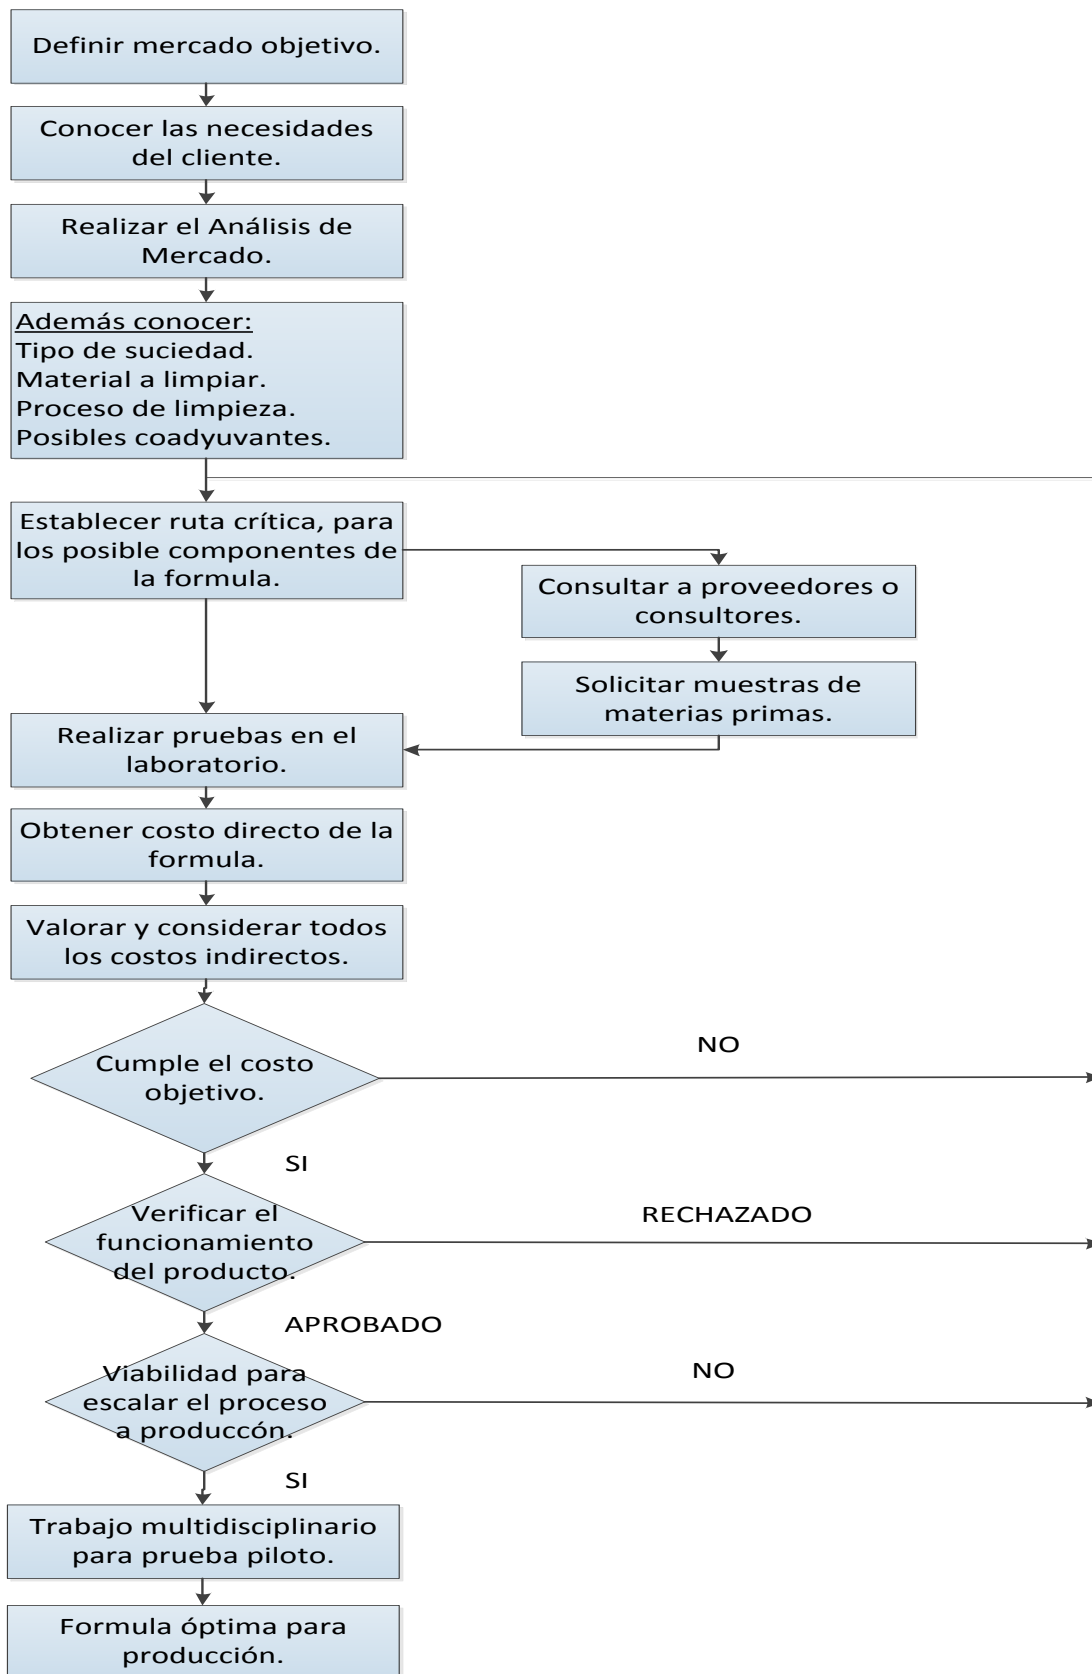 Definir mercado objetivo.
Conocer las necesidades
del cliente.
Realizar el Análisis de
Mercado.
Además conocer:
Tipo de suciedad.
Material a limpiar.
Proceso de limpieza.
Posibles coadyuvantes.
Establecer ruta crítica, para
los posible componentes de
la formula.
Consultar a proveedores o
consultores.
Solicitar muestras de
materias primas.
Realizar pruebas en el
laboratorio.
Obtener costo directo de la
formula.
Valorar y considerar todos
los costos indirectos.
Cumple el costo
objetivo.
NO
SI
Verificar el
funcionamiento
del producto.
RECHAZADO
APROBADO
Viabilidad para
escalar el proceso
a produccón.
NO
SI
Trabajo multidisciplinario
para prueba piloto.
Formula óptima para
producción.